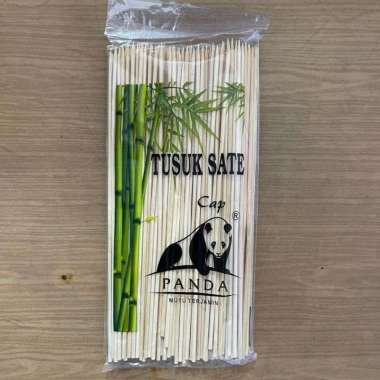 TUSUK SATE
Cap
®
PANDA
MUTU TERJAMIN